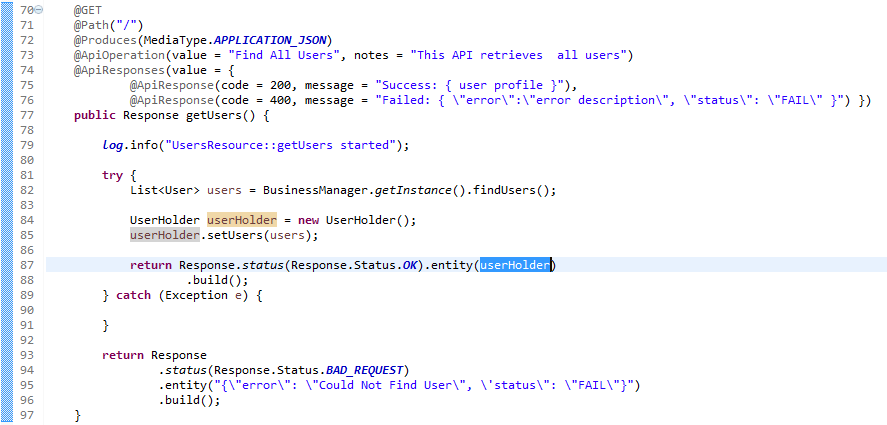 70 @GET
71 @Path("/")
72 @Produces(MediaType.APPLICATION_JSON)
73 @ApiOperation(value = "Find All Users", notes = "This API retrieves  all users")
74 @ApiResponses(value = {
75         @ApiResponse(code = 200, message = "Success: { user profile }"),
76         @ApiResponse(code = 400, message = "Failed: { \"error\":\"error description\", \"status\": \"FAIL\" }") })
77 public Response getUsers() {
78
79     log.info("UsersResource::getUsers started");
80
81     try {
82         List<User> users = BusinessManager.getInstance().findUsers();
83
84         UserHolder userHolder = new UserHolder();
85         userHolder.setUsers(users);
86
87         return Response.status(Response.Status.OK).entity(userHolder)
88                 .build();
89     } catch (Exception e) {
90
91     }
92
93     return Response
94             .status(Response.Status.BAD_REQUEST)
95             .entity("{\"error\": \"Could Not Find User\", \'status\": \"FAIL\"}")
96             .build();
97 }